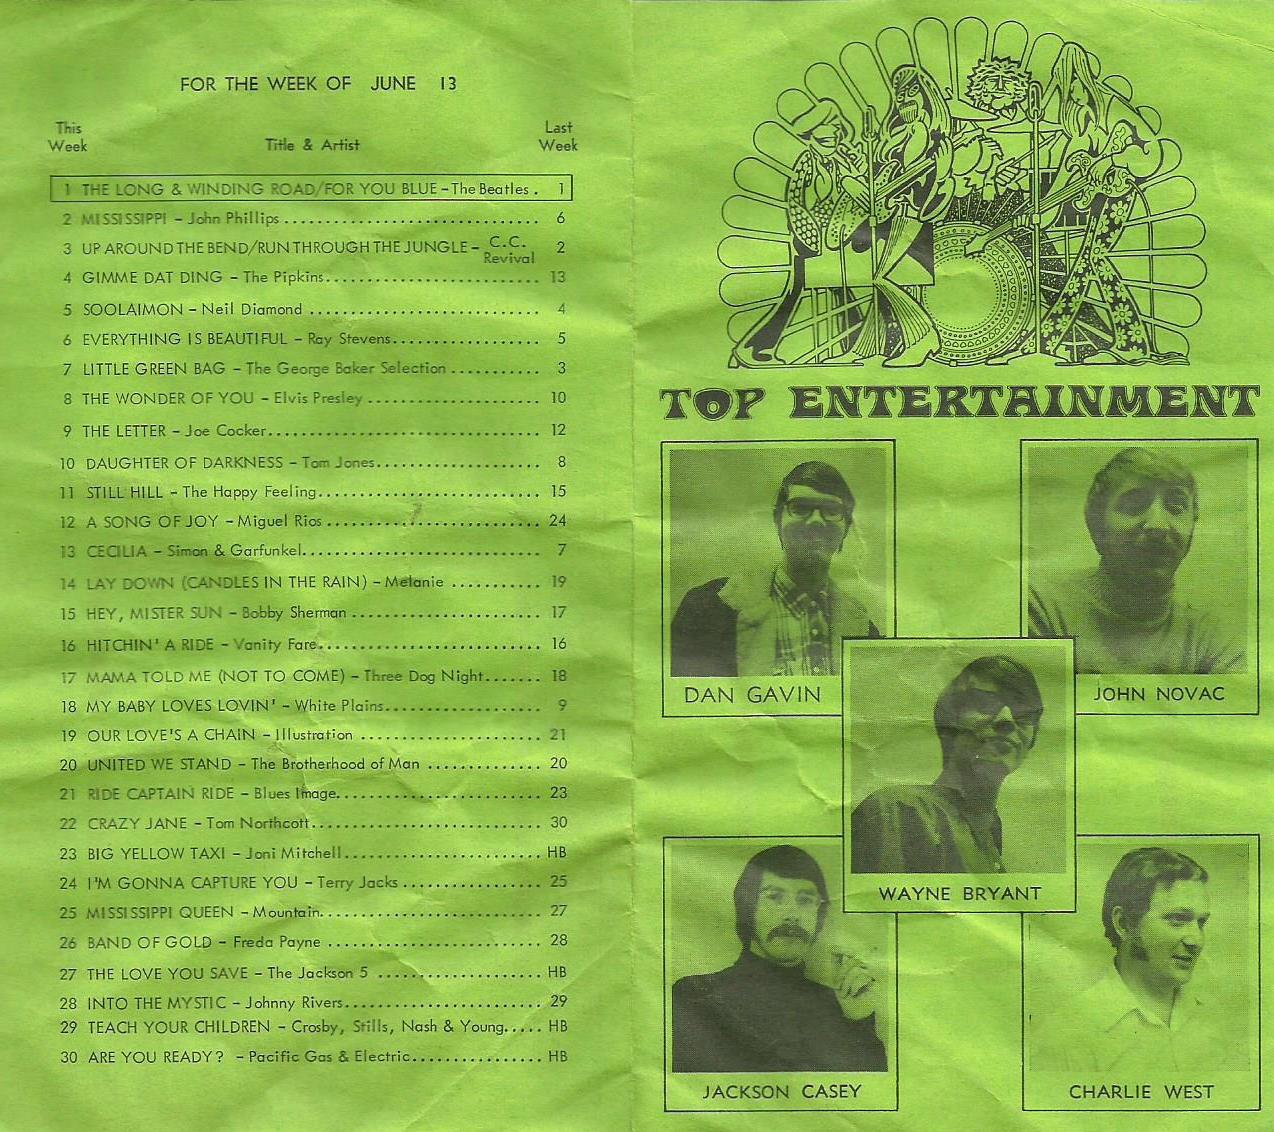 FOR THE WEEK OF JUNE 13
This Week Title & Artist Last Week
1 THE LONG & WINDING ROAD/FOR YOU BLUE - The Beatles . 1
2 MISSISSIPPI - John Phillips .............................. 6
3 UP AROUND THE BEND/RUN THROUGH THE JUNGLE - C.C. Revival 2
4 GIMME DAT DING - The Pipkins......................... 13
5 SOOLAIMON - Neil Diamond ........................... 4
6 EVERYTHING IS BEAUTIFUL - Ray Stevens.................. 5
7 LITTLE GREEN BAG - The George Baker Selection ........... 3
8 THE WONDER OF YOU - Elvis Presley ..................... 10
9 THE LETTER - Joe Cocker................................ 12
10 DAUGHTER OF DARKNESS - Tom Jones.................... 8
11 STILL HILL - The Happy Feeling........................... 15
12 A SONG OF JOY - Miguel Rios .......................... 24
13 CECILIA - Simon & Garfunkel............................. 7
14 LAY DOWN (CANDLES IN THE RAIN) - Melanie ........... 19
15 HEY, MISTER SUN - Bobby Sherman ....................... 17
16 HITCHIN' A RIDE - Vanity Fare........................... 16
17 MAMA TOLD ME (NOT TO COME) - Three Dog Night....... 18
18 MY BABY LOVES LOVIN' - White Plains................... 9
19 OUR LOVE'S A CHAIN - Illustration ...................... 21
20 UNITED WE STAND - The Brotherhood of Man .............. 20
21 RIDE CAPTAIN RIDE - Blues Image......................... 23
22 CRAZY JANE - Tom Northcott............................ 30
23 BIG YELLOW TAXI - Joni Mitchell........................ HB
24 I'M GONNA CAPTURE YOU - Terry Jacks ................. 25
25 MISSISSIPPI QUEEN - Mountain........................... 27
26 BAND OF GOLD - Freda Payne .......................... 28
27 THE LOVE YOU SAVE - The Jackson 5 .................... HB
28 INTO THE MYSTIC - Johnny Rivers........................ 29
29 TEACH YOUR CHILDREN - Crosby, Stills, Nash & Young..... HB
30 ARE YOU READY? - Pacific Gas & Electric................ HB
TOP ENTERTAINMENT
DAN GAVIN
JOHN NOVAC
WAYNE BRYANT
JACKSON CASEY
CHARLIE WEST